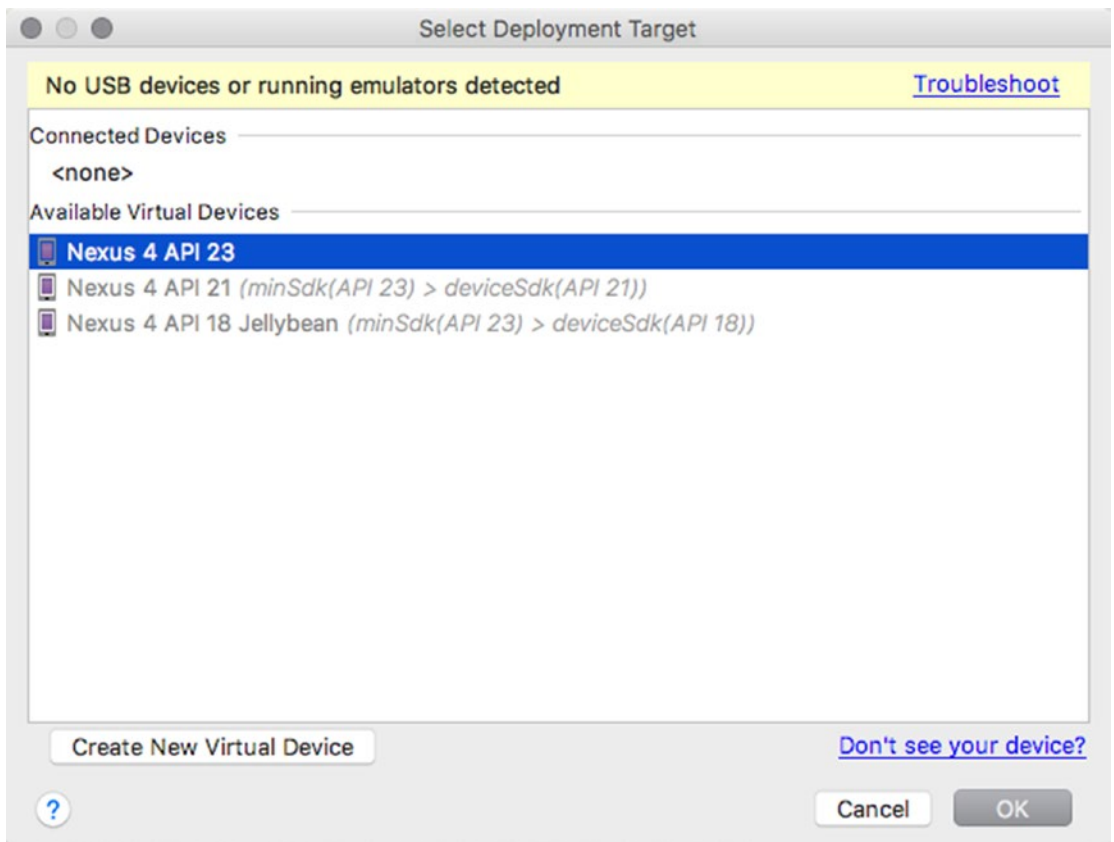 Select Deployment Target
No USB devices or running emulators detected Troubleshoot
Connected Devices
<none>
Available Virtual Devices
Nexus 4 API 23
Nexus 4 API 21 (minSdk(API 23) > deviceSdk(API 21))
Nexus 4 API 18 Jellybean (minSdk(API 23) > deviceSdk(API 18))
Create New Virtual Device Don't see your device?
? Cancel OK